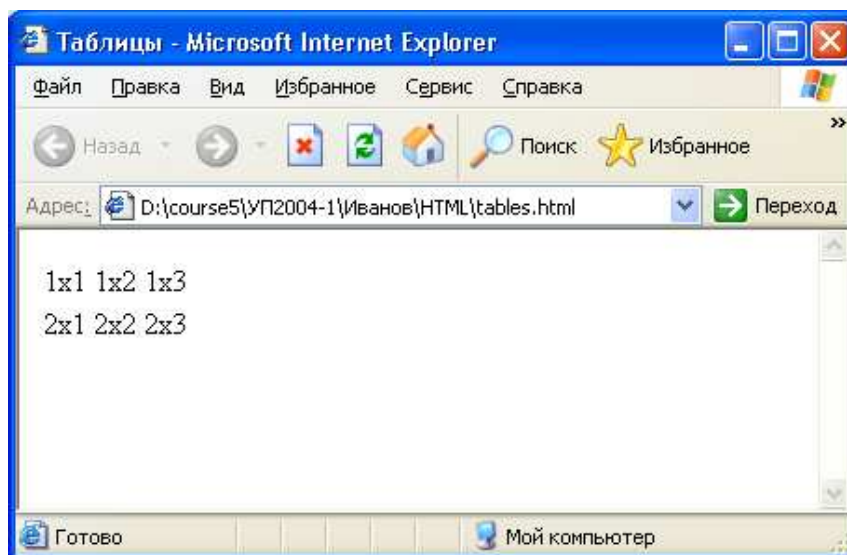 Таблицы - Microsoft Internet Explorer
Файл Правка Вид Избранное Сервис Справка
Назад Поиск Избранное »
Адрес: D:\course5\УП2004-1\Иванов\HTML\tables.html Переход
1x1 1x2 1x3
2x1 2x2 2x3
Готово Мой компьютер